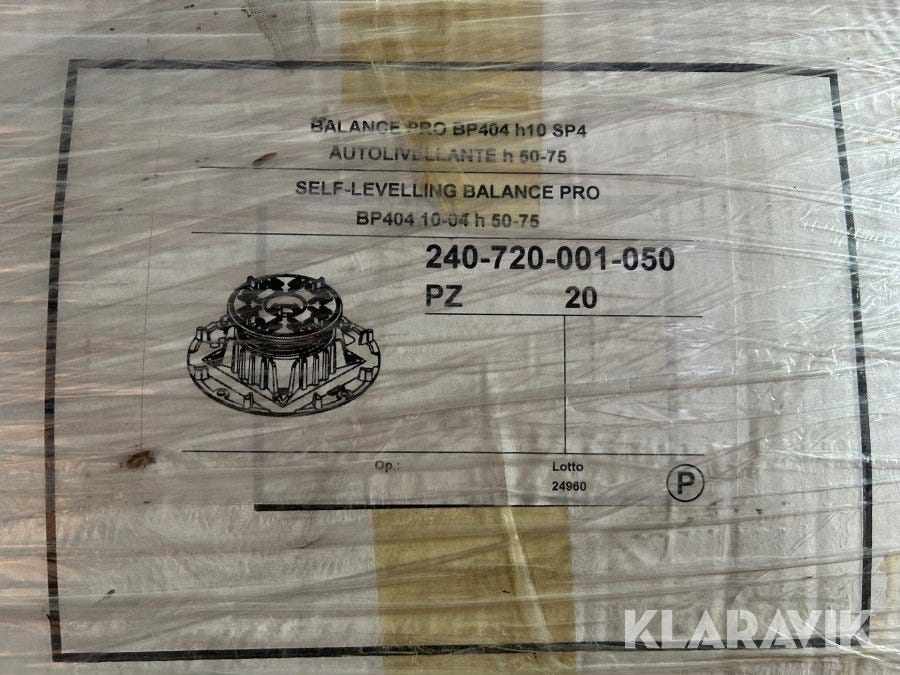 BALANCE PRO BP404 h10 SP4
AUTOLIVELLANTE h 50-75
SELF-LEVELLING BALANCE PRO
BP404 10-04 h 50-75
240-720-001-050
PZ 20
Op.: Lotto
24960
P
KLARAVIK